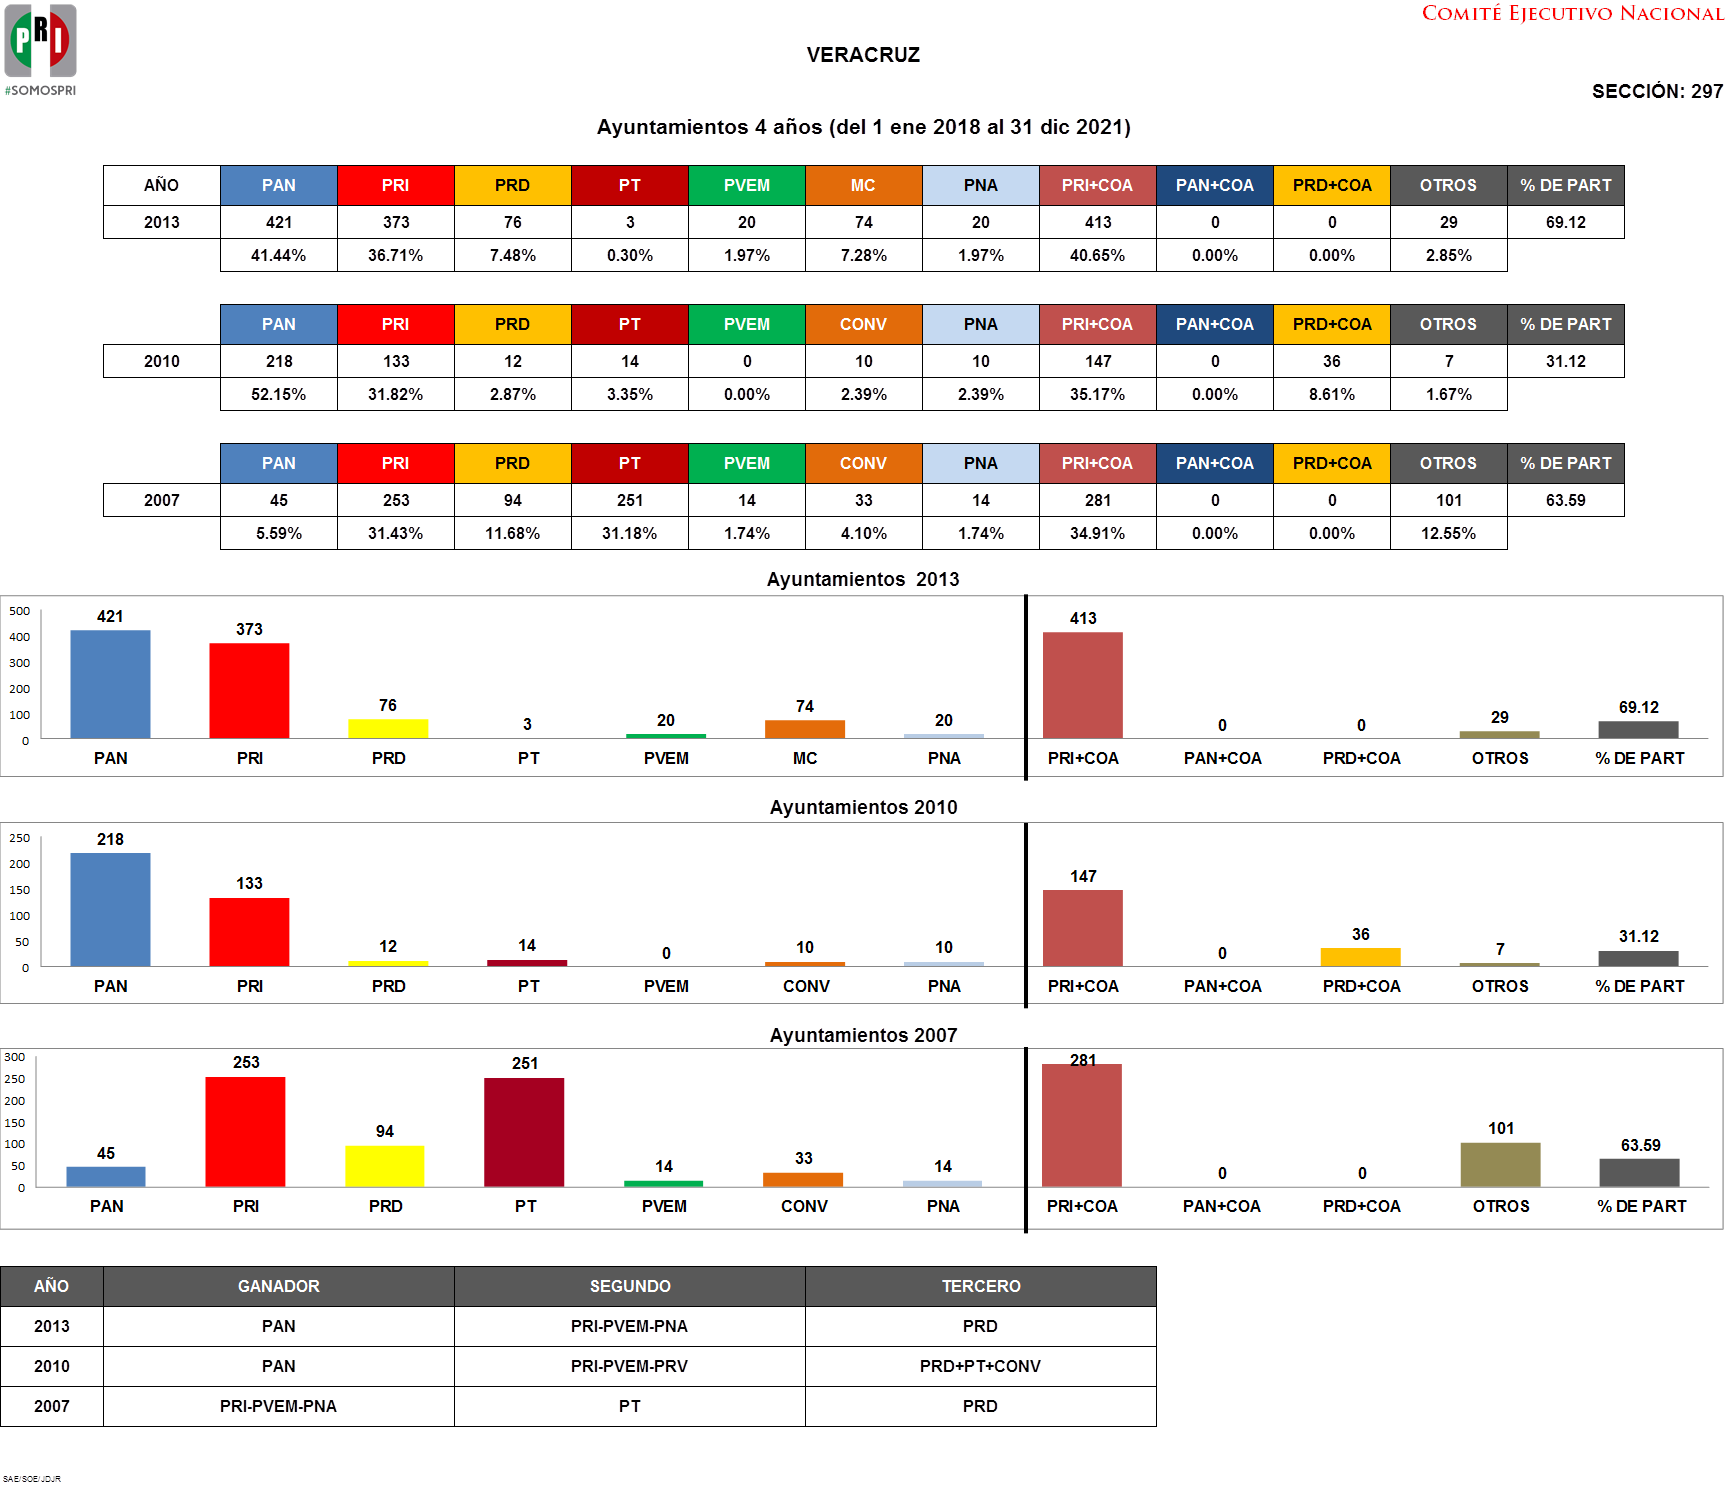 PRI
#SOMOSPRI
COMITÉ EJECUTIVO NACIONAL
VERACRUZ
SECCIÓN: 297
Ayuntamientos 4 años (del 1 ene 2018 al 31 dic 2021)
AÑO PAN PRI PRD PT PVEM MC PNA PRI+COA PAN+COA PRD+COA OTROS % DE PART
2013 421 373 76 3 20 74 20 413 0 0 29 69.12
41.44% 36.71% 7.48% 0.30% 1.97% 7.28% 1.97% 40.65% 0.00% 0.00% 2.85%
PAN PRI PRD PT PVEM CONV PNA PRI+COA PAN+COA PRD+COA OTROS % DE PART
2010 218 133 12 14 0 10 10 147 0 36 7 31.12
52.15% 31.82% 2.87% 3.35% 0.00% 2.39% 2.39% 35.17% 0.00% 8.61% 1.67%
PAN PRI PRD PT PVEM CONV PNA PRI+COA PAN+COA PRD+COA OTROS % DE PART
2007 45 253 94 251 14 33 14 281 0 0 101 63.59
5.59% 31.43% 11.68% 31.18% 1.74% 4.10% 1.74% 34.91% 0.00% 0.00% 12.55%
Ayuntamientos 2013
500
400
300
200
100
0
421 373 76 3 20 74 20 413 0 0 29 69.12
PAN PRI PRD PT PVEM MC PNA PRI+COA PAN+COA PRD+COA OTROS % DE PART
Ayuntamientos 2010
250
200
150
100
50
0
218 133 12 14 0 10 10 147 0 36 7 31.12
PAN PRI PRD PT PVEM CONV PNA PRI+COA PAN+COA PRD+COA OTROS % DE PART
Ayuntamientos 2007
300
250
200
150
100
50
0
45 253 94 251 14 33 14 281 0 0 101 63.59
PAN PRI PRD PT PVEM CONV PNA PRI+COA PAN+COA PRD+COA OTROS % DE PART
AÑO GANADOR SEGUNDO TERCERO
2013 PAN PRI-PVEM-PNA PRD
2010 PAN PRI-PVEM-PRV PRD+PT+CONV
2007 PRI-PVEM-PNA PT PRD
SAE/SOE/JDJR